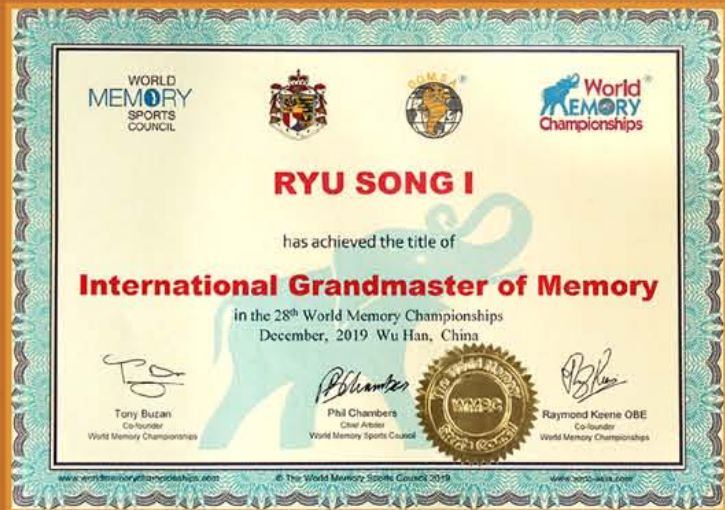 WORLD
MEMORY
SPORTS
COUNCIL
GOMSA®
World®
MEMORY
Championships
RYU SONG I
has achieved the title of
International Grandmaster of Memory
in the 28th World Memory Championships
December, 2019 Wu Han, China
Tony Buzan
Co-founder
World Memory Championships
Phil Chambers
Chief Arbiter
World Memory Sports Council
WMSC
Raymond Keene OBE
Co-founder
World Memory Championships
www.worldmemorychampionships.com
© The World Memory Sports Council 2019